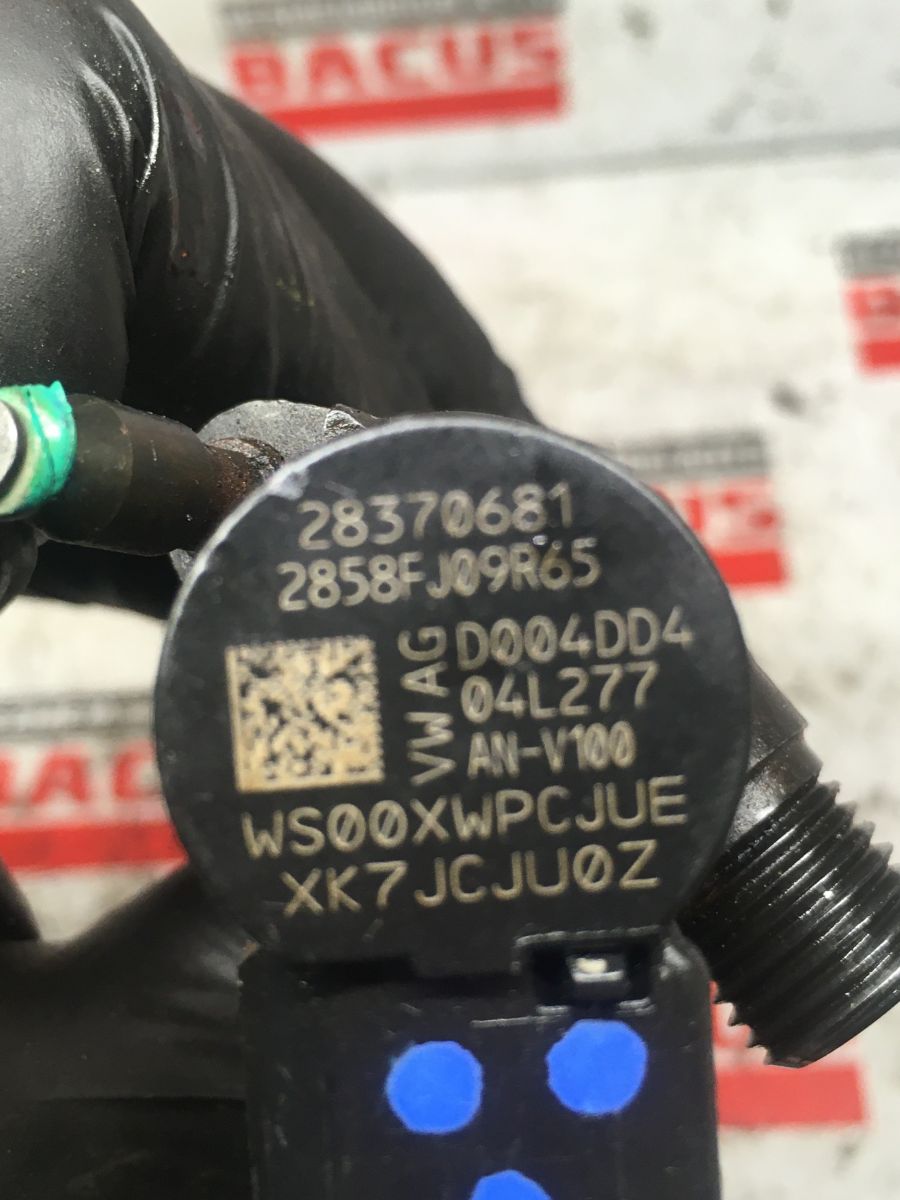 BACUS
28370681
2858FJ09R65
VW AG
D004DD4
04L277
AN-V100
WS00XWPCJUE
XK7JCJU0Z